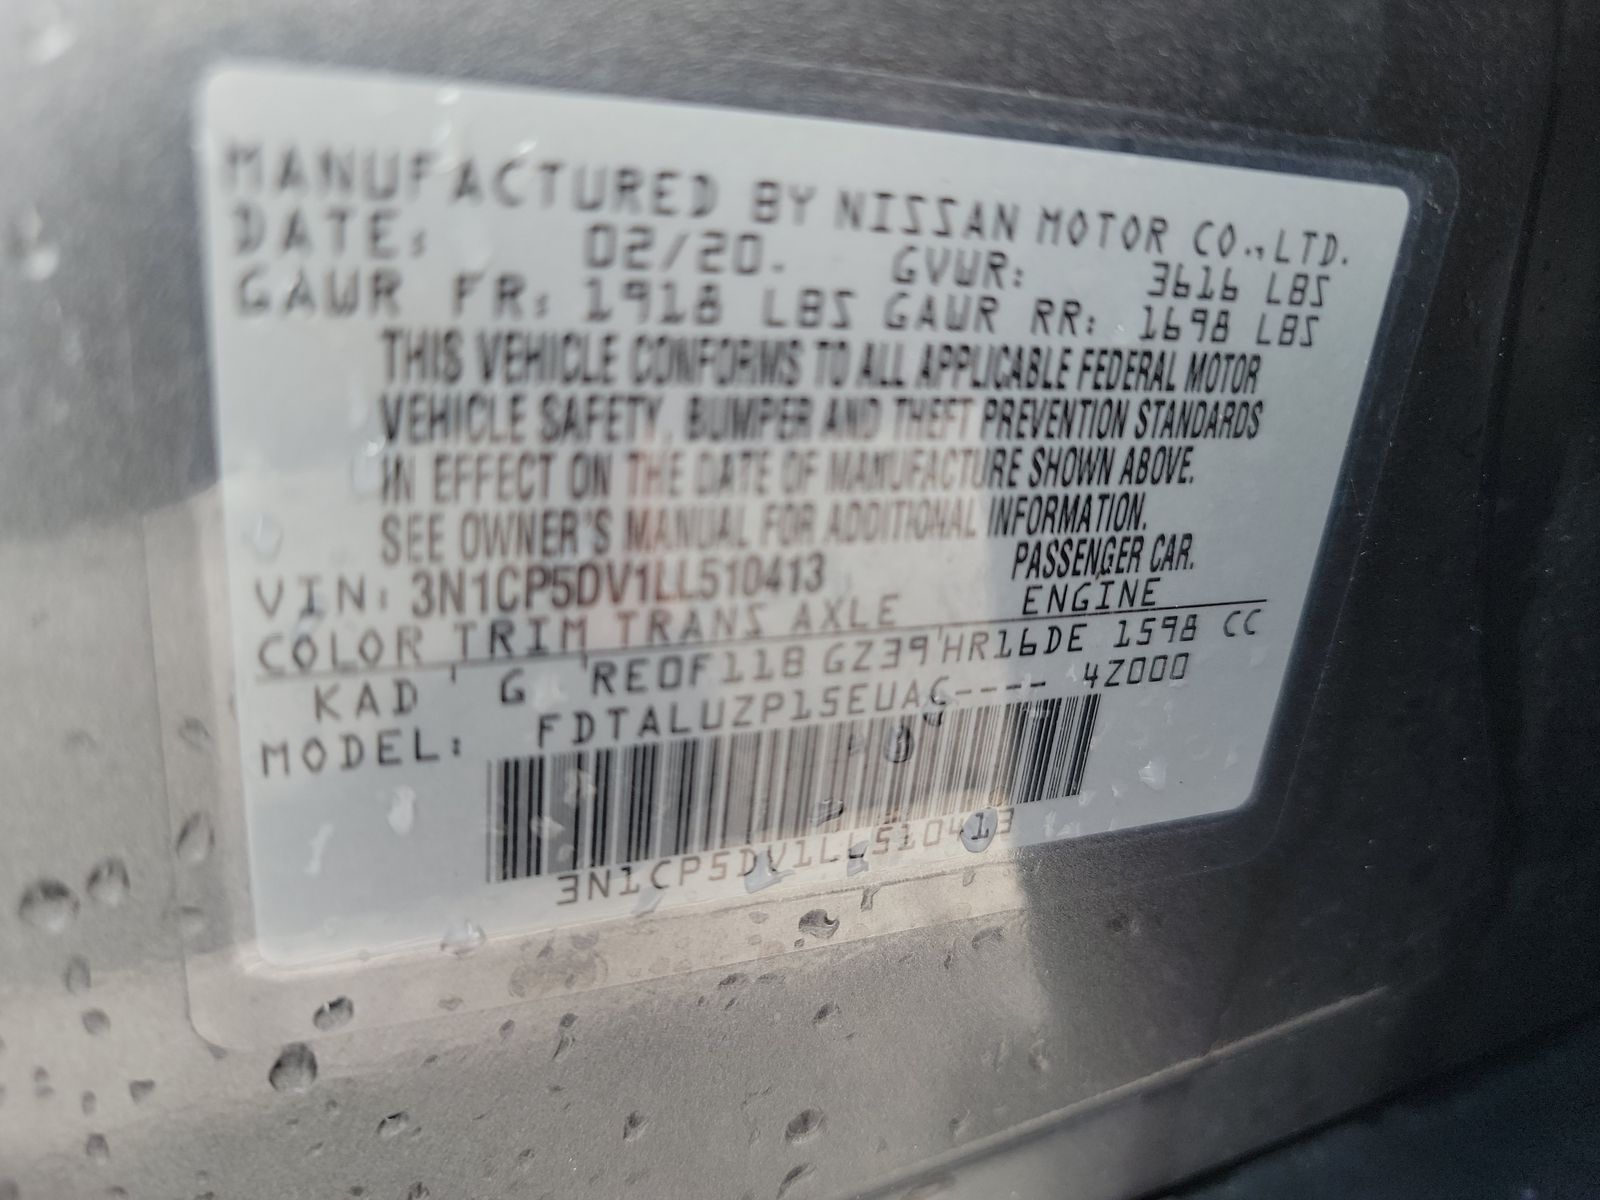 MANUFACTURED BY NISSAN MOTOR CO.,LTD.
DATE: 02/20. GVWR: 3616 LBS
GAWR FR: 1918 LBS GAWR RR: 1698 LBS
THIS VEHICLE CONFORMS TO ALL APPLICABLE FEDERAL MOTOR
VEHICLE SAFETY, BUMPER AND THEFT PREVENTION STANDARDS
IN EFFECT ON THE DATE OF MANUFACTURE SHOWN ABOVE.
SEE OWNER'S MANUAL FOR ADDITIONAL INFORMATION.
VIN: 3N1CP5DV1LL510413 PASSENGER CAR.
COLOR TRIM TRANS AXLE ENGINE
KAD G RE0F11B GZ39 HR16DE 1598 CC
MODEL: FDTALUZP15EUAC---- 4Z000
3N1CP5DV1LL510413